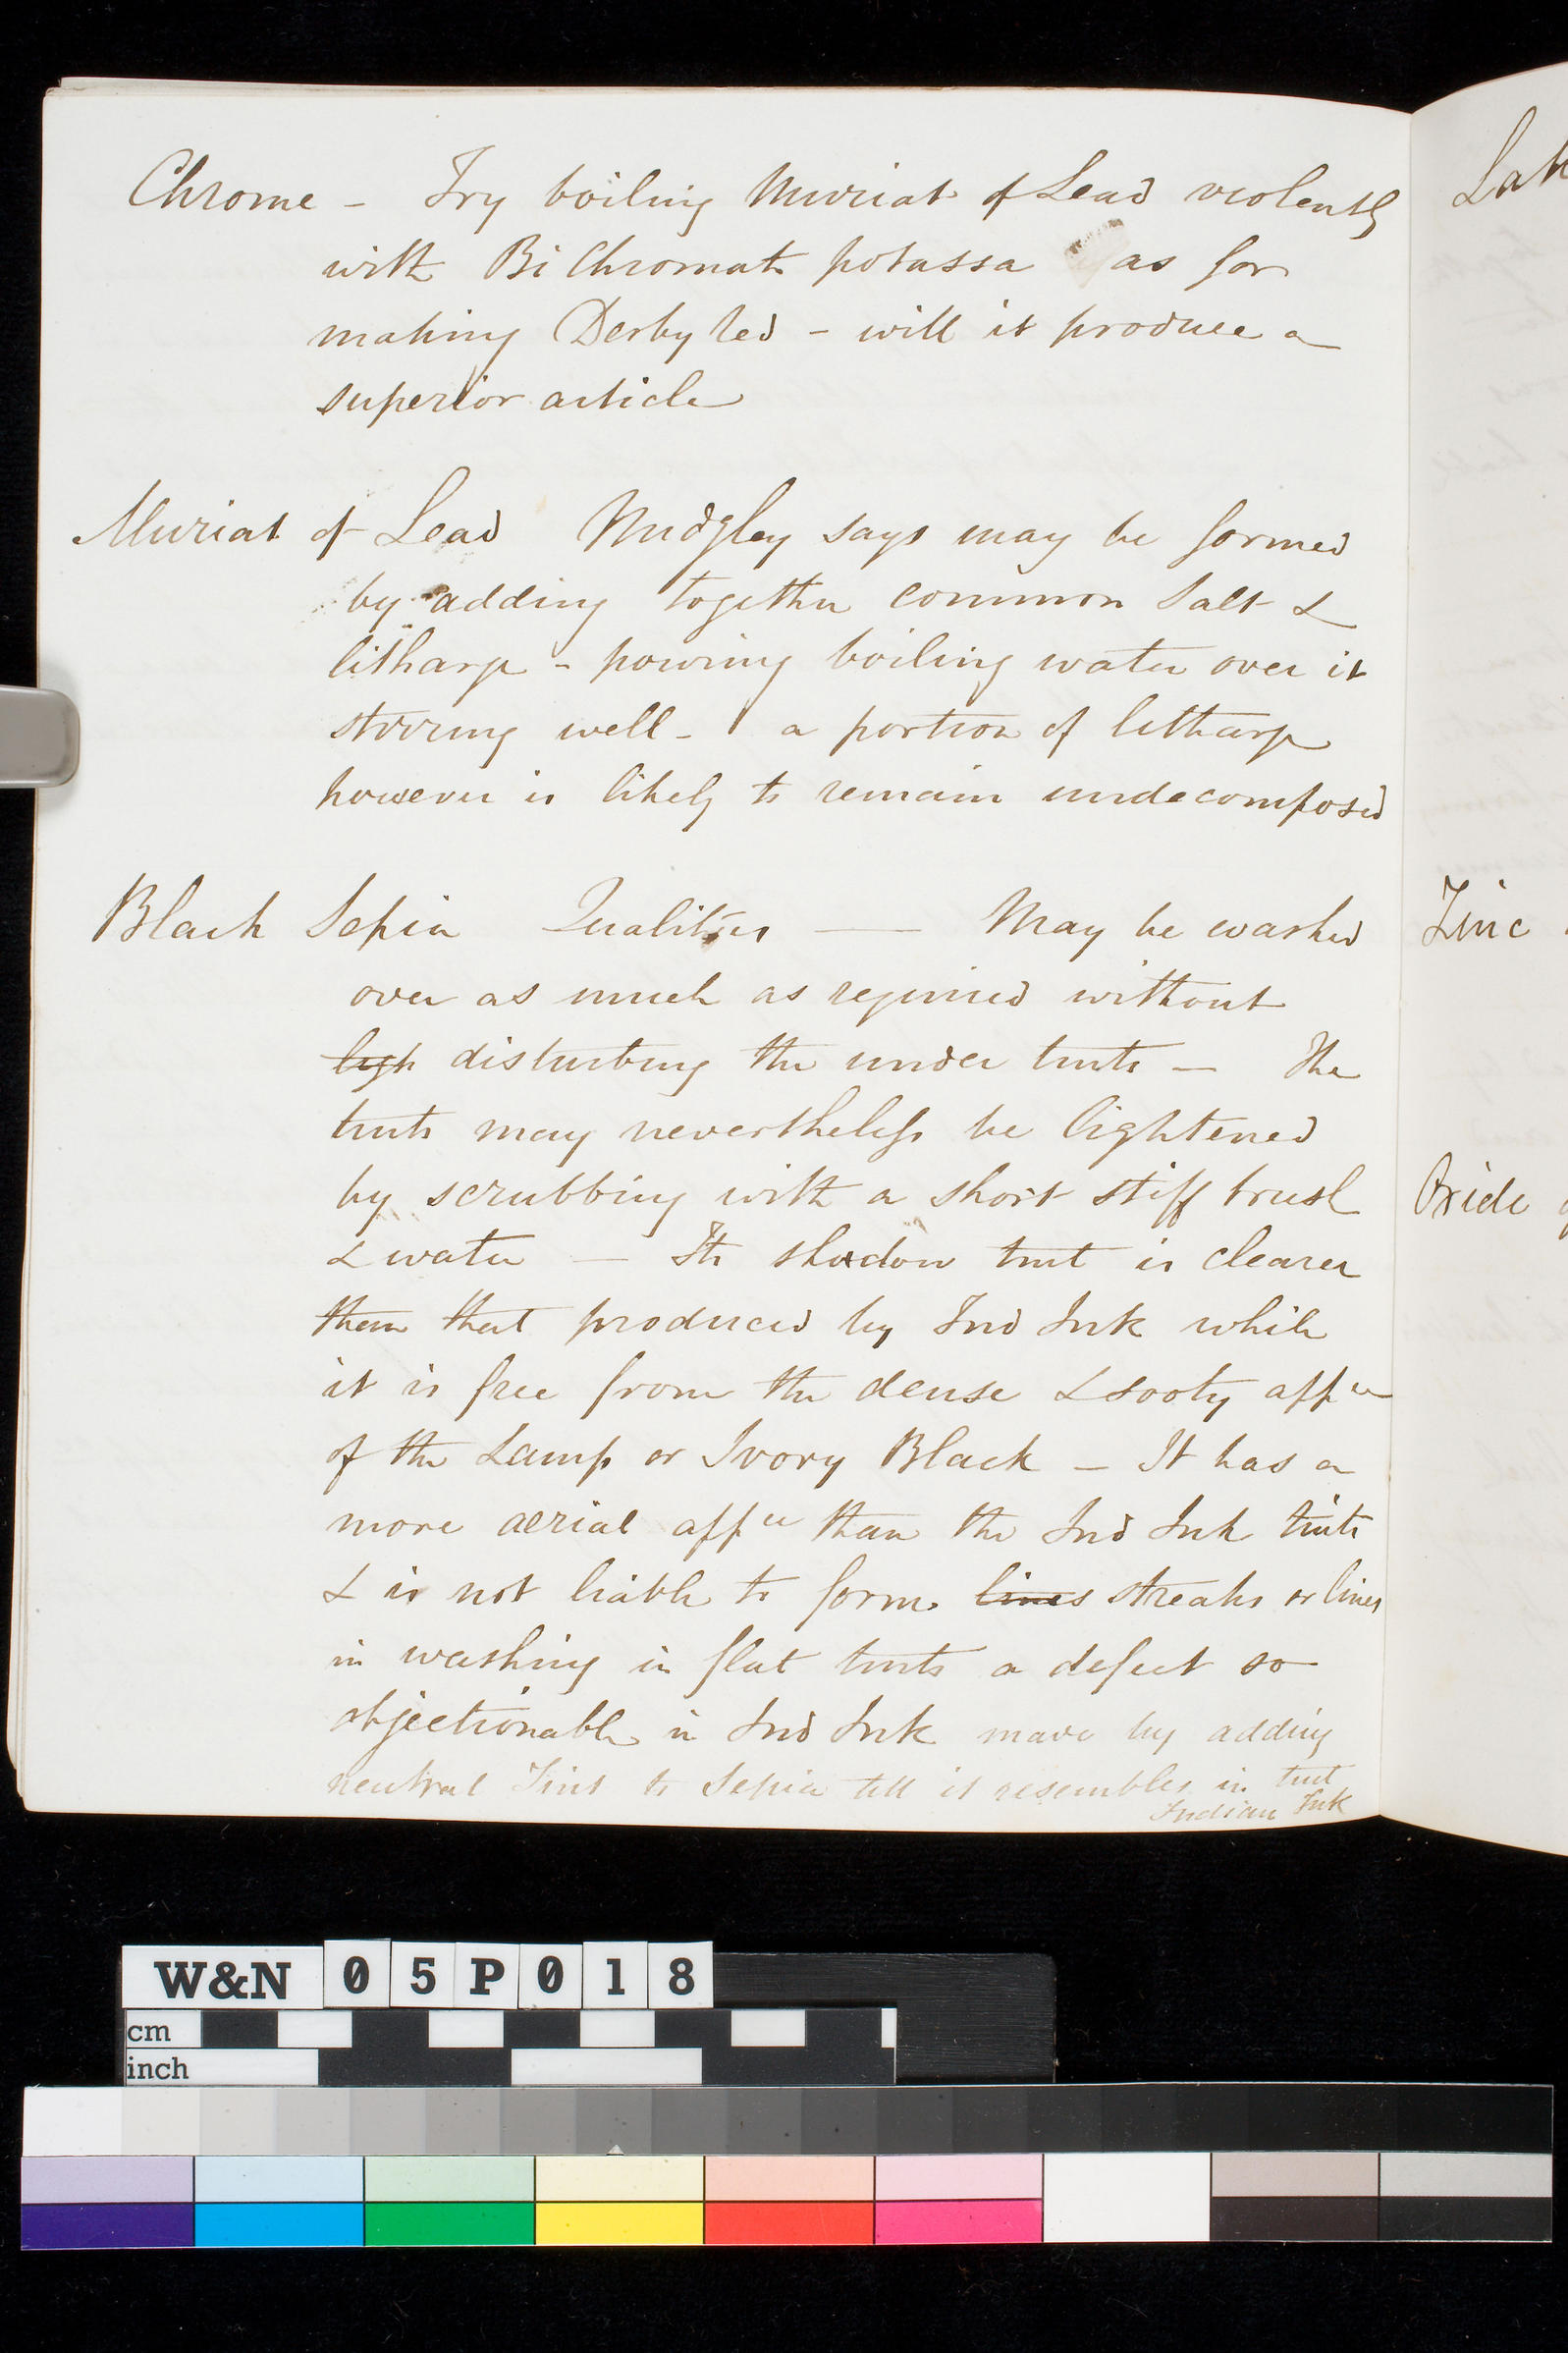 Chrome - Try boiling Muriat of Lead violently
with Bi Chromat potassa as for
making Derby red - will it produce a
superior article
Muriat of Lead Midgley says may be formed
by adding together common Salt &
litharge - pouring boiling water over it
stirring well - a portion of litharge
however is likely to remain undecomposed
Black Sepia Qualities — May be washed
over as much as required without
ligh disturbing the under tints — The
tints may nevertheless be lightened
by scrubbing with a short stiff brush
& water — Its shadow tint is clearer
than that produced by Ind Ink while
it is free from the dense & sooty appce
of the Lamp or Ivory Black — It has a
more aerial appce than the Ind Ink tints
& is not liable to form lines streaks or lines
in washing in flat tints a defect so
objectionable in Ind Ink made by adding
neutral Tint to Sepia till it resembles in tint
Indian Ink
Lak
Zinc
Oxide
W&N 05P018
cm
inch